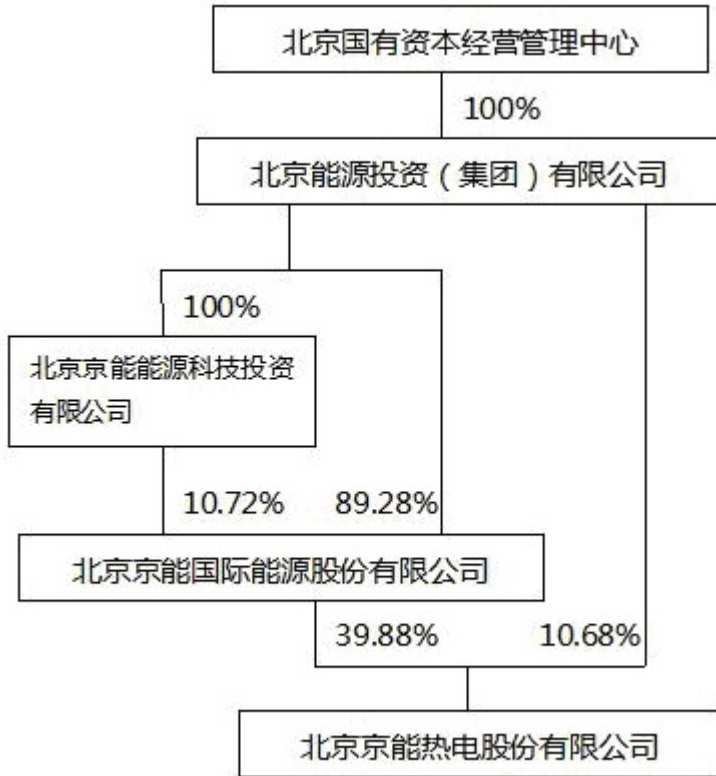 北京国有资本经营管理中心
100%
北京能源投资（集团）有限公司
100%
北京京能能源科技投资
有限公司
10.72%
89.28%
北京京能国际能源股份有限公司
39.88%
10.68%
北京京能热电股份有限公司